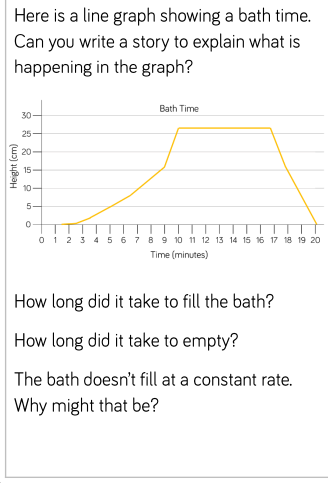 Here is a line graph showing a bath time.
Can you write a story to explain what is
happening in the graph?
Bath Time
30
25
20
15
10
5
0
Height (cm)
0 1 2 3 4 5 6 7 8 9 10 11 12 13 14 15 16 17 18 19 20
Time (minutes)
How long did it take to fill the bath?
How long did it take to empty?
The bath doesn't fill at a constant rate.
Why might that be?